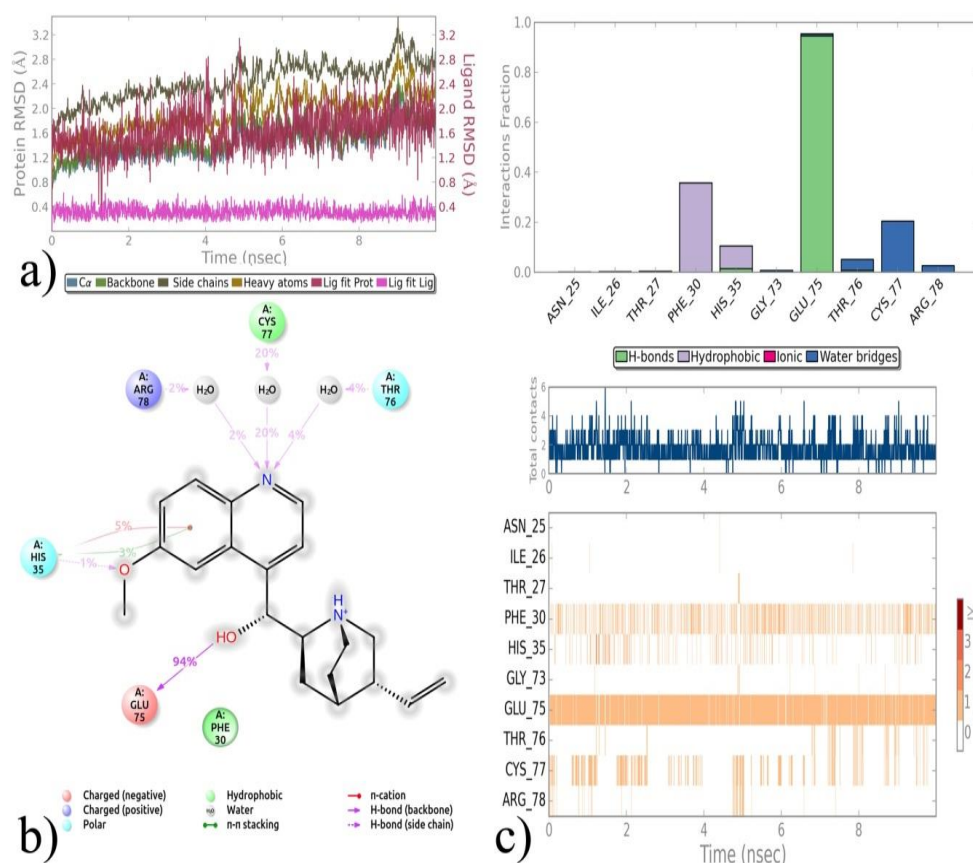 3.2
2.8
2.4
2.0
1.6
1.2
0.8
0.4
Protein RMSD (Å)
3.2
2.8
2.4
2.0
1.6
1.2
0.8
0.4
Ligand RMSD (Å)
0 2 4 6 8
Time (nsec)
a)
Cα Backbone Side chains Heavy atoms Lig fit Prot Lig fit Lig
1.0
0.8
0.6
0.4
0.2
0.0
Interactions Fraction
ASN_25 ILE_26 THR_27 PHE_30 HIS_35 GLY_73 GLU_75 THR_76 CYS_77 ARG_78
H-bonds Hydrophobic Ionic Water bridges
A:
CYS
77
20%
A:
ARG
78
2%
H₂O
H₂O
H₂O
4%
A:
THR
76
2%
20%
4%
N
A:
HIS
35
5%
3%
1%
O
HO
H
N⁺
94%
A:
GLU
75
A:
PHE
30
Charged (negative)
Charged (positive)
Polar
Hydrophobic
H₂O
Water
π-π stacking
π-cation
H-bond (backbone)
H-bond (side chain)
b)
Total contacts
6
4
2
0
0 2 4 6 8
ASN_25
ILE_26
THR_27
PHE_30
HIS_35
GLY_73
GLU_75
THR_76
CYS_77
ARG_78
0 2 4 6 8
Time (nsec)
≥
3
2
1
0
c)